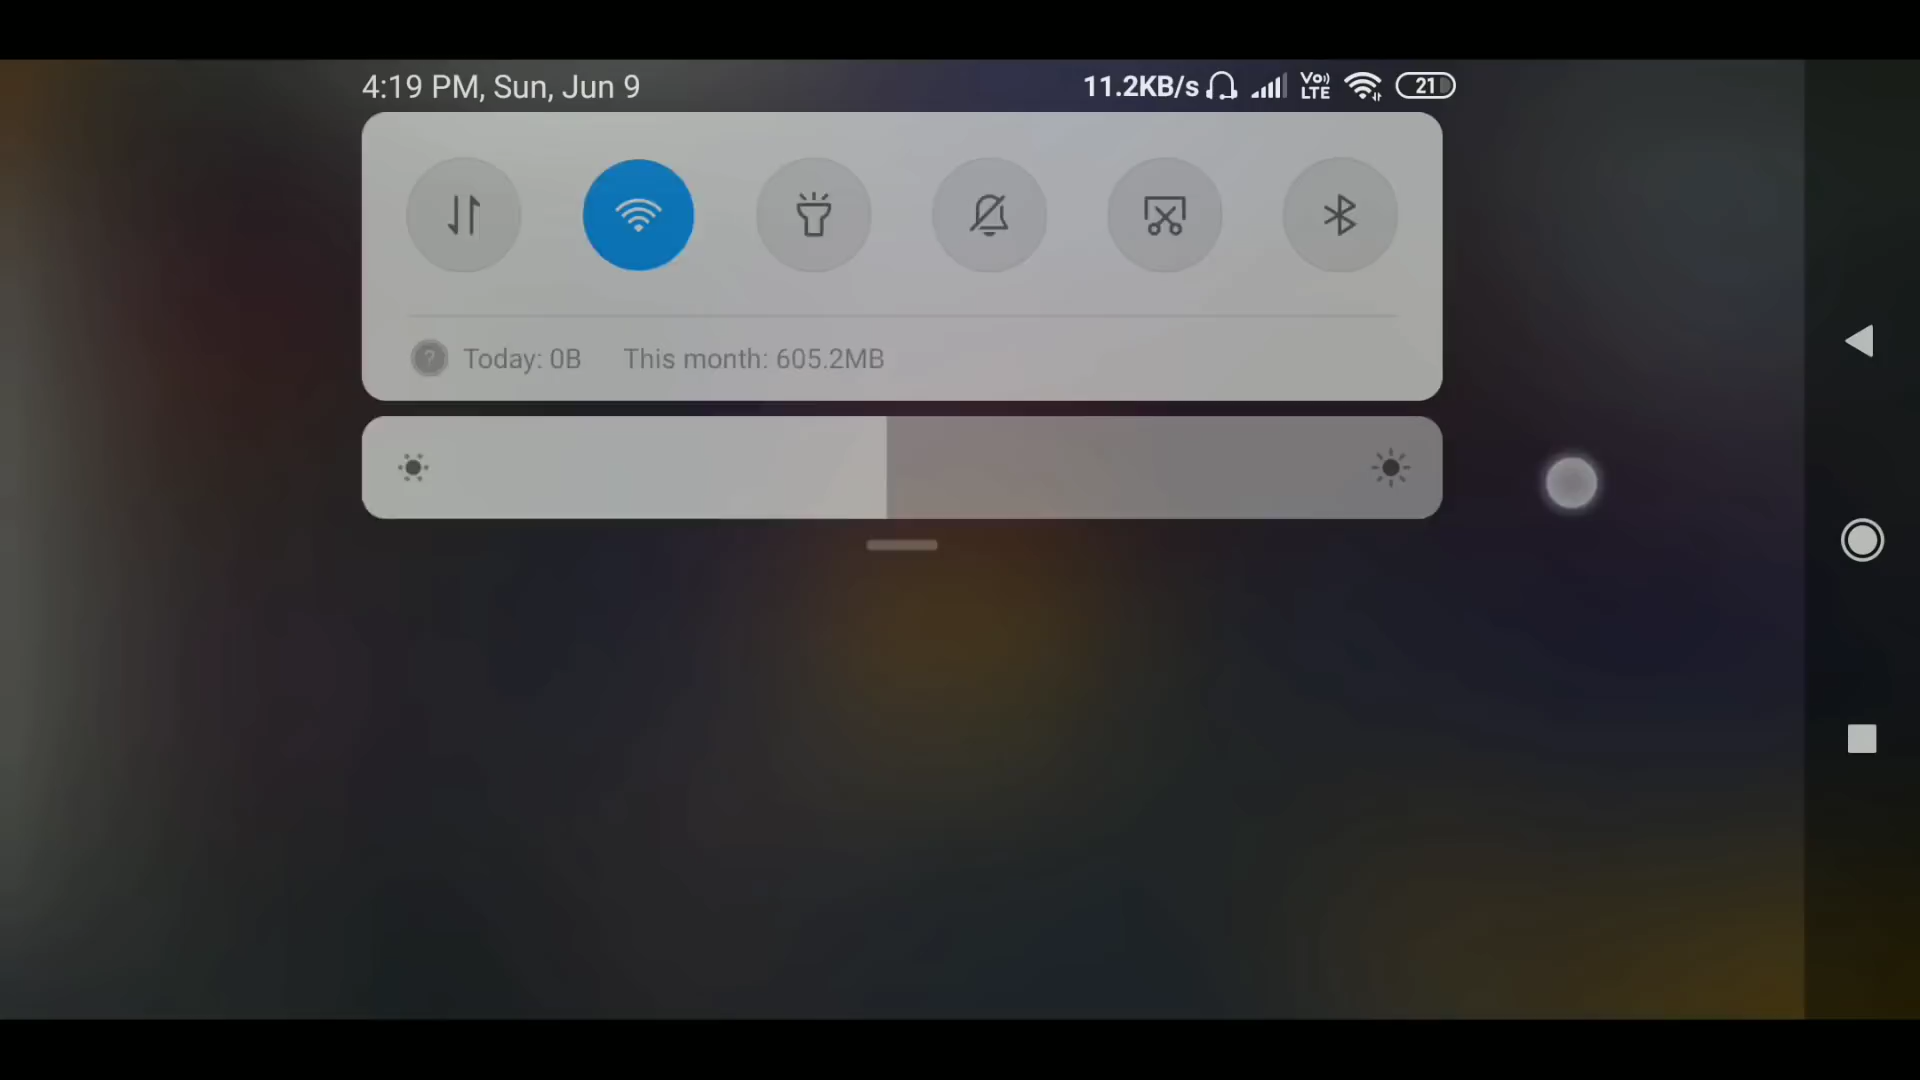 4:19 PM, Sun, Jun 9
11.2KB/s Vo LTE 21
Today: 0B This month: 605.2MB